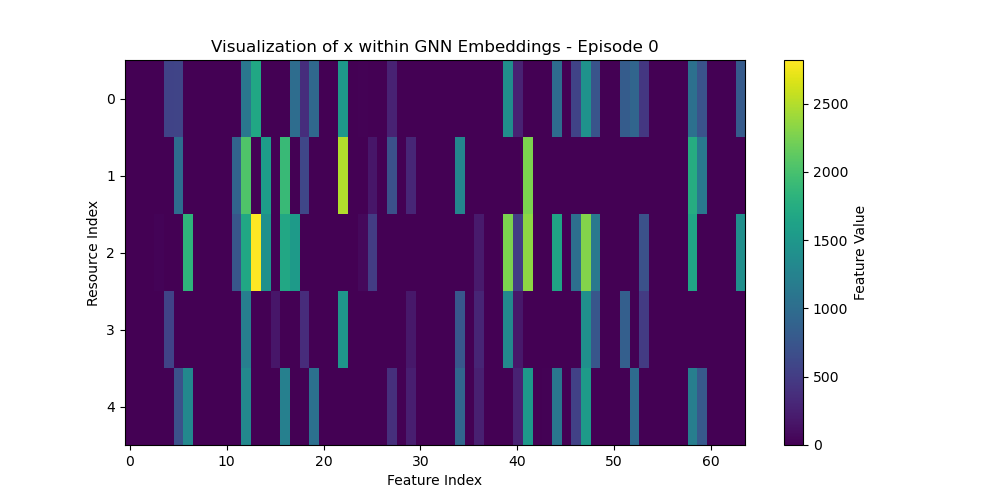 Visualization of x within GNN Embeddings - Episode 0
Resource Index
0
1
2
3
4
0 10 20 30 40 50 60
Feature Index
2500
2000
1500
1000
500
0
Feature Value